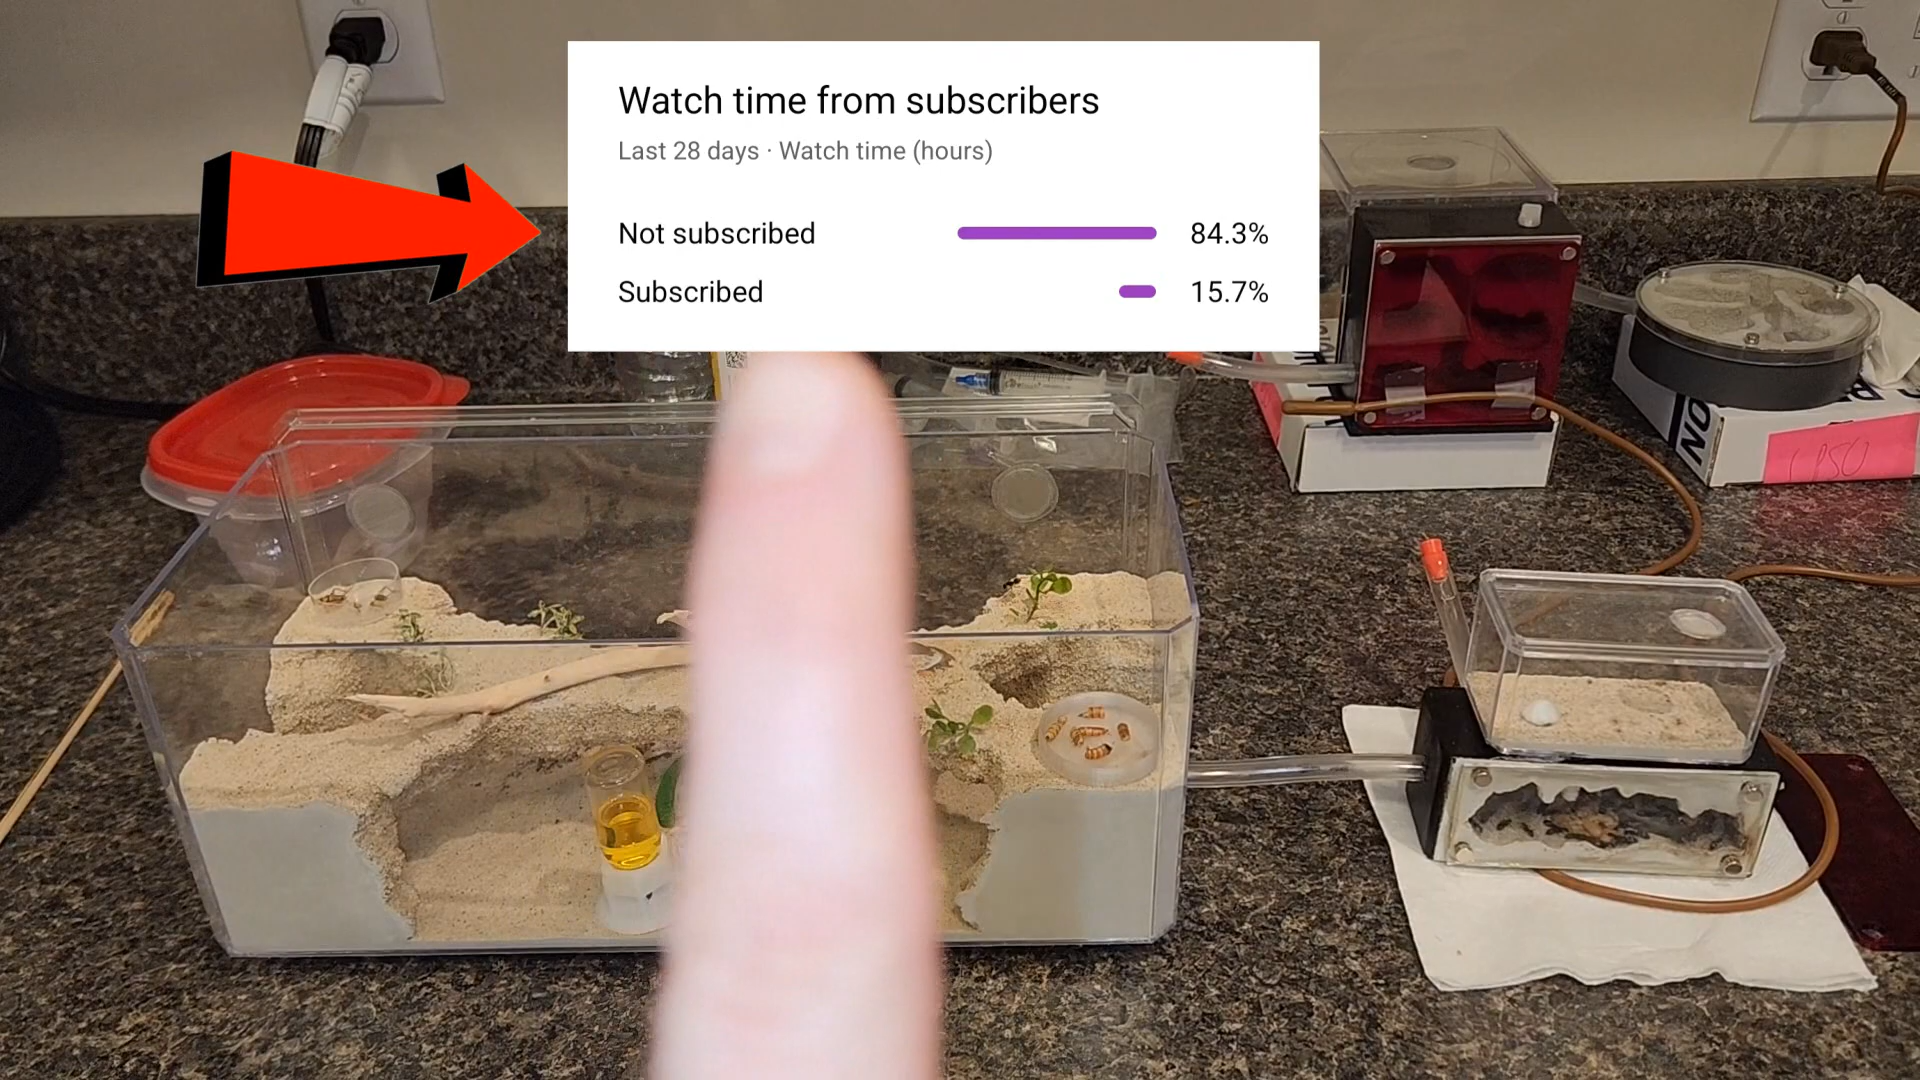 Watch time from subscribers
Last 28 days · Watch time (hours)
Not subscribed 84.3%
Subscribed 15.7%